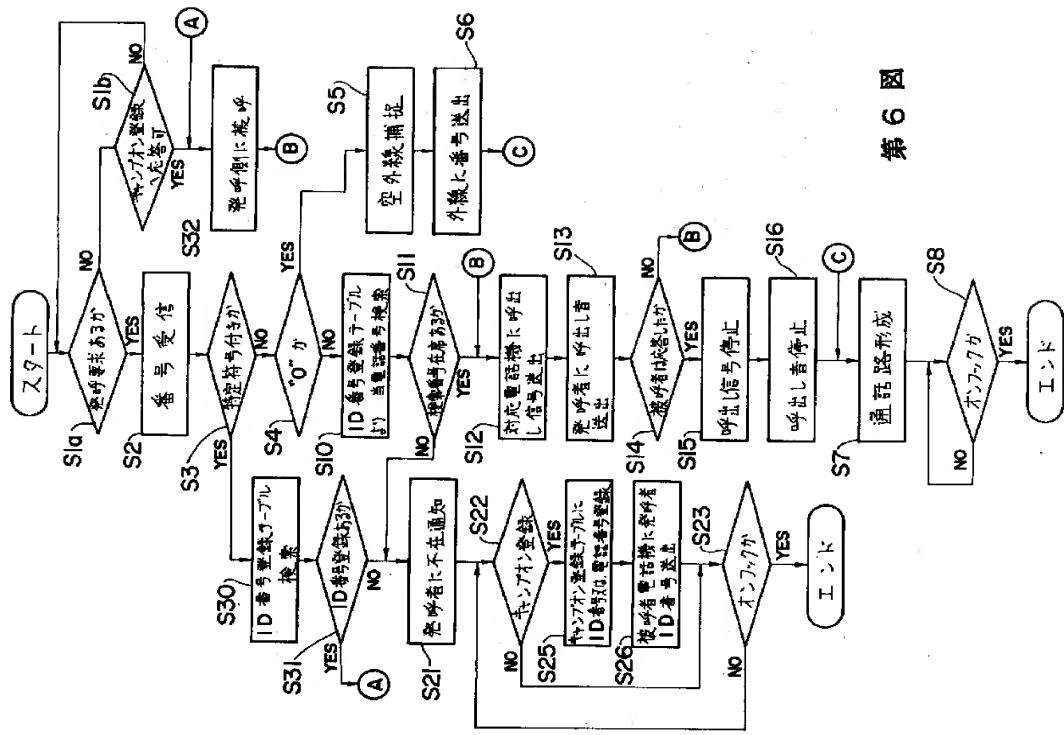 スタート
S1a
発呼要求あるか
NO
YES
S1b
キャンプオン登録
へ応答可
NO
YES
A
S32
発呼側に被呼
B
S2
番号受信
S3
特定符号付きか
YES
NO
S4
"0"か
YES
NO
S5
空外線捕捉
S6
外線に番号送出
C
S10
ID番号登録テーブル
より当電話番号検索
S11
検索番号在席あるか
NO
YES
B
S12
対応電話機に呼出
し信号送出
S13
発呼者に呼出し音
送出
S14
被呼者は応答したか
NO
B
YES
S15
呼出し信号停止
S16
呼出し音停止
C
S7
通話路形成
S8
オンフックか
NO
YES
エンド
S30
ID番号登録テーブル
検索
S31
ID番号登録あるか
YES
A
NO
S21
発呼者に不在通知
S22
キャンプオン登録
NO
YES
S25
キャンプオン登録テーブルに
ID番号又は、電話番号登録
S26
被呼者電話機に発呼者
ID番号送出
S23
オンフックか
NO
YES
エンド
第6図